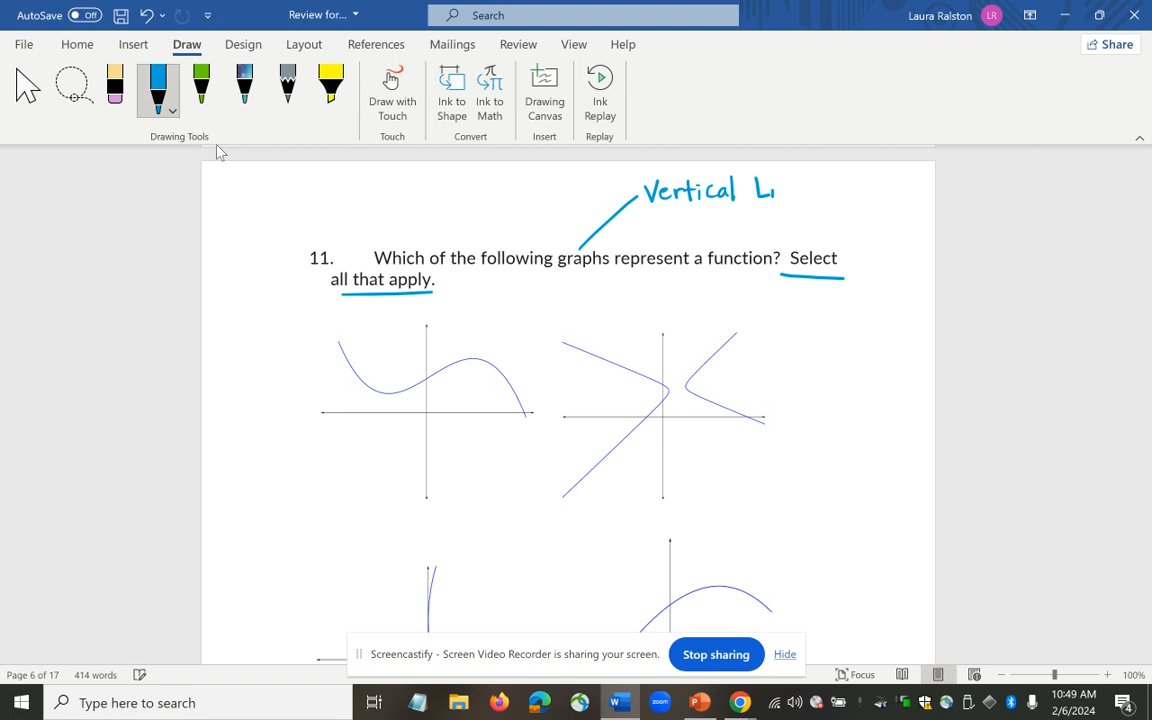 AutoSave Off Review for... Search Laura Ralston LR
File Home Insert Draw Design Layout References Mailings Review View Help Share
Draw with Touch Ink to Shape Ink to Math Drawing Canvas Ink Replay
Drawing Tools Touch Convert Insert Replay
Vertical L
11. Which of the following graphs represent a function? Select
all that apply.
Screencastify - Screen Video Recorder is sharing your screen. Stop sharing Hide
Page 6 of 17 414 words Focus 100%
Type here to search zoom 10:49 AM
2/6/2024 4